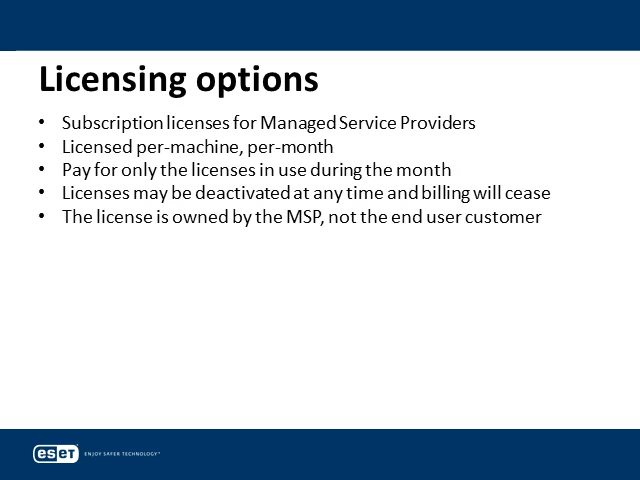 Licensing options
• Subscription licenses for Managed Service Providers
• Licensed per-machine, per-month
• Pay for only the licenses in use during the month
• Licenses may be deactivated at any time and billing will cease
• The license is owned by the MSP, not the end user customer
eseT ENJOY SAFER TECHNOLOGY™